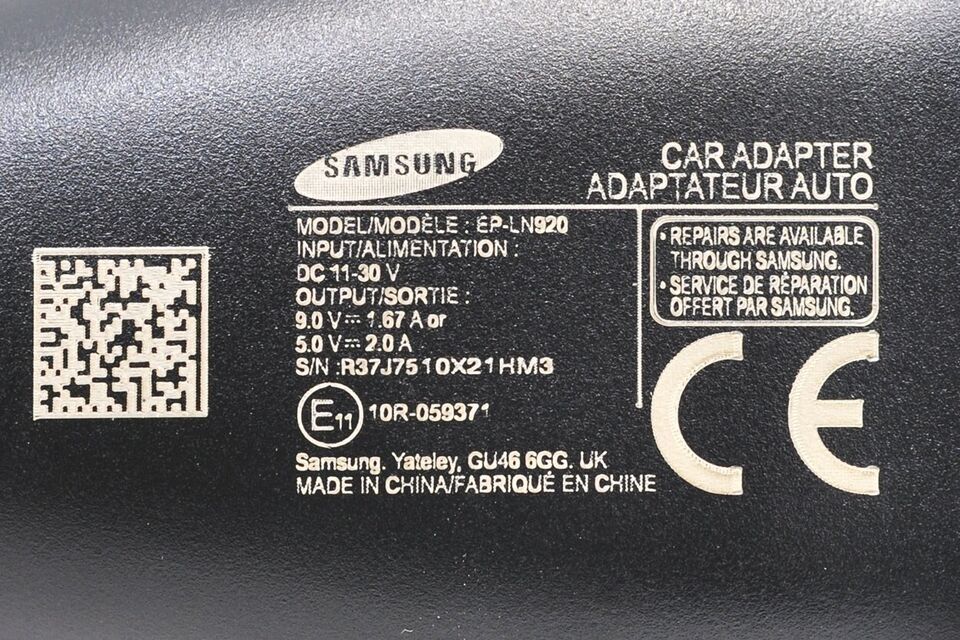 SAMSUNG
CAR ADAPTER
ADAPTATEUR AUTO
MODEL/MODÈLE : EP-LN920
INPUT/ALIMENTATION :
DC 11-30 V
OUTPUT/SORTIE :
9.0 V⎓ 1.67 A or
5.0 V⎓ 2.0 A
S/N :R37J7510X21HM3
E11 10R-059371
Samsung. Yateley, GU46 6GG. UK
MADE IN CHINA/FABRIQUÉ EN CHINE
• REPAIRS ARE AVAILABLE
THROUGH SAMSUNG.
• SERVICE DE RÉPARATION
OFFERT PAR SAMSUNG.
CE